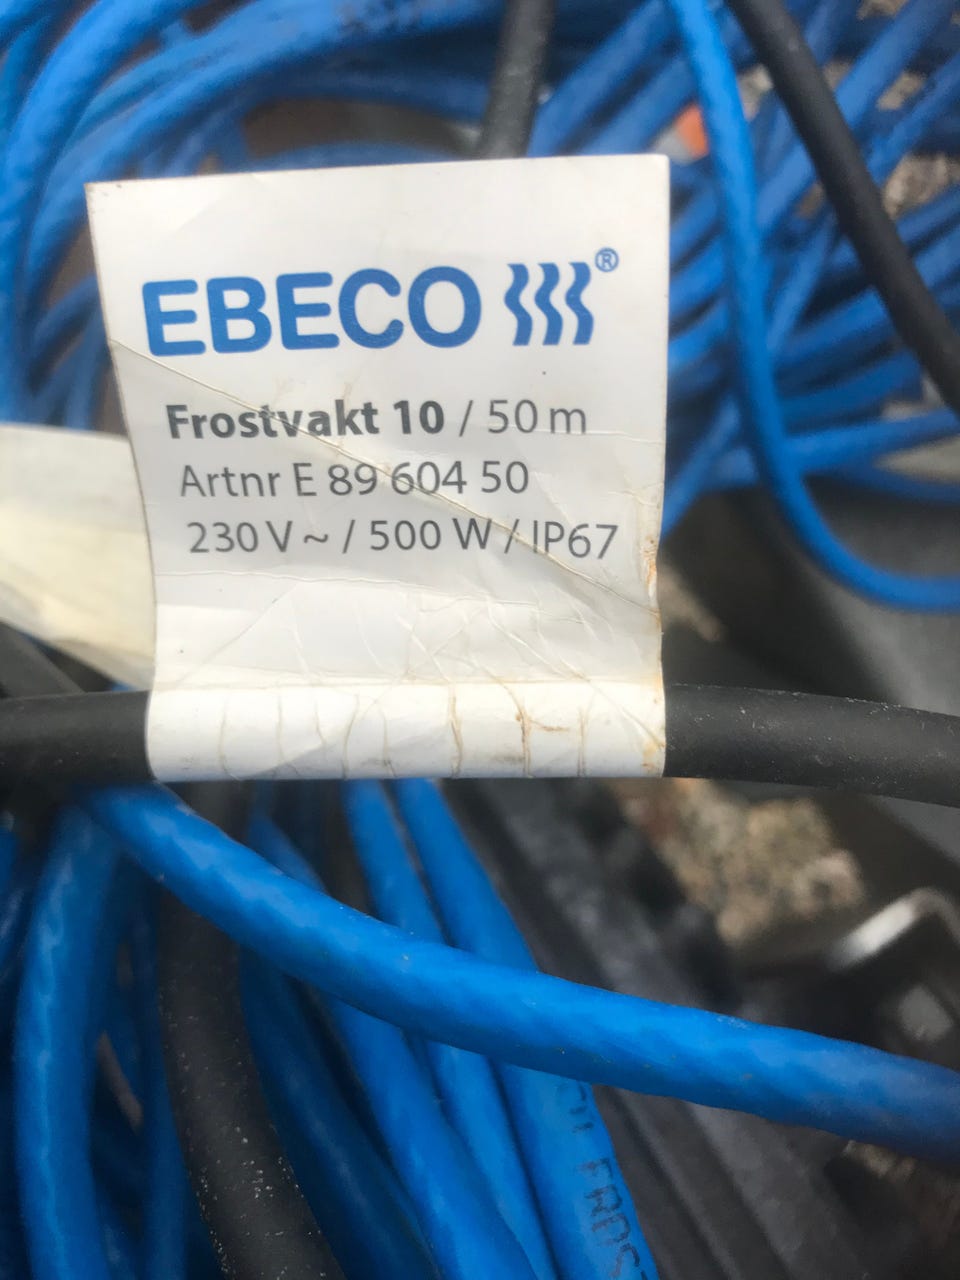 EBECO ®
Frostvakt 10 / 50 m
Artnr E 89 604 50
230 V ~ / 500 W / IP67